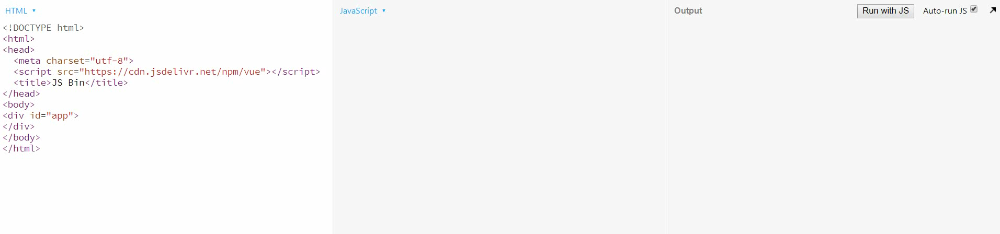 HTML ▾
<!DOCTYPE html>
<html>
<head>
  <meta charset="utf-8">
  <script src="https://cdn.jsdelivr.net/npm/vue"></script>
  <title>JS Bin</title>
</head>
<body>
<div id="app">
</div>
</body>
</html>
JavaScript ▾
Output
Run with JS
Auto-run JS